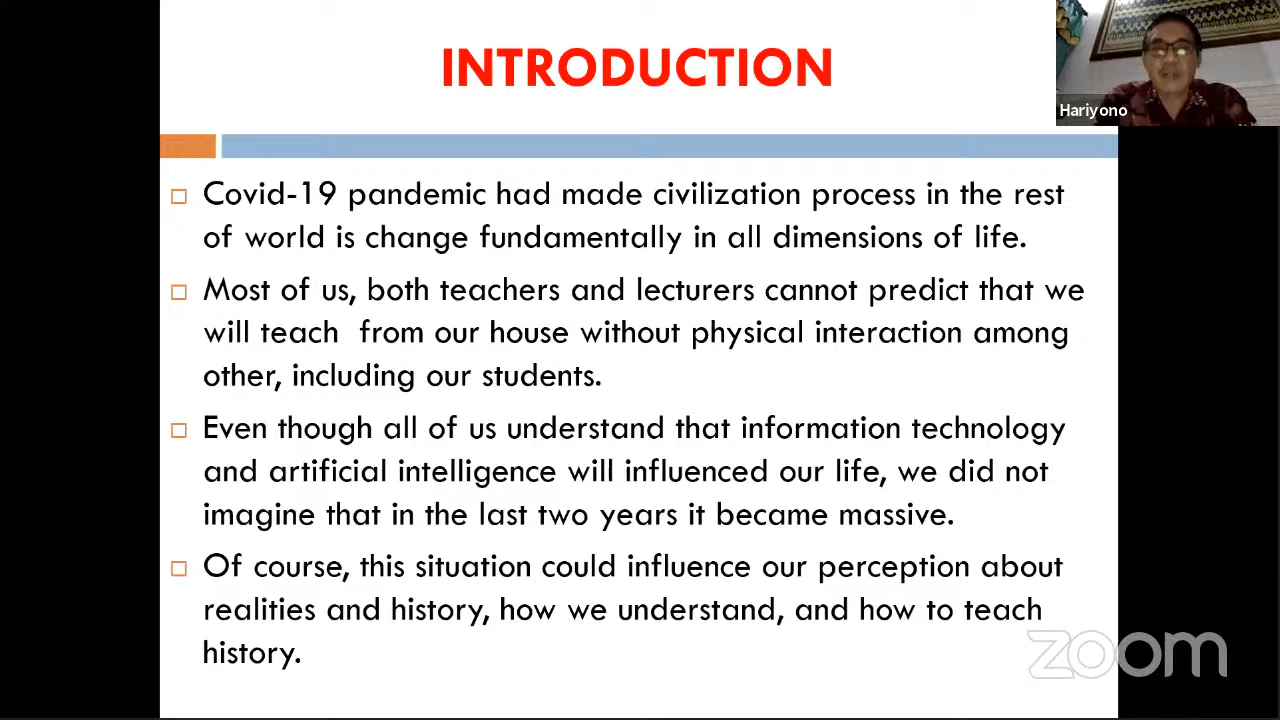 INTRODUCTION
Hariyono
Covid-19 pandemic had made civilization process in the rest
of world is change fundamentally in all dimensions of life.
Most of us, both teachers and lecturers cannot predict that we
will teach  from our house without physical interaction among
other, including our students.
Even though all of us understand that information technology
and artificial intelligence will influenced our life, we did not
imagine that in the last two years it became massive.
Of course, this situation could influence our perception about
realities and history, how we understand, and how to teach
history.
zoom